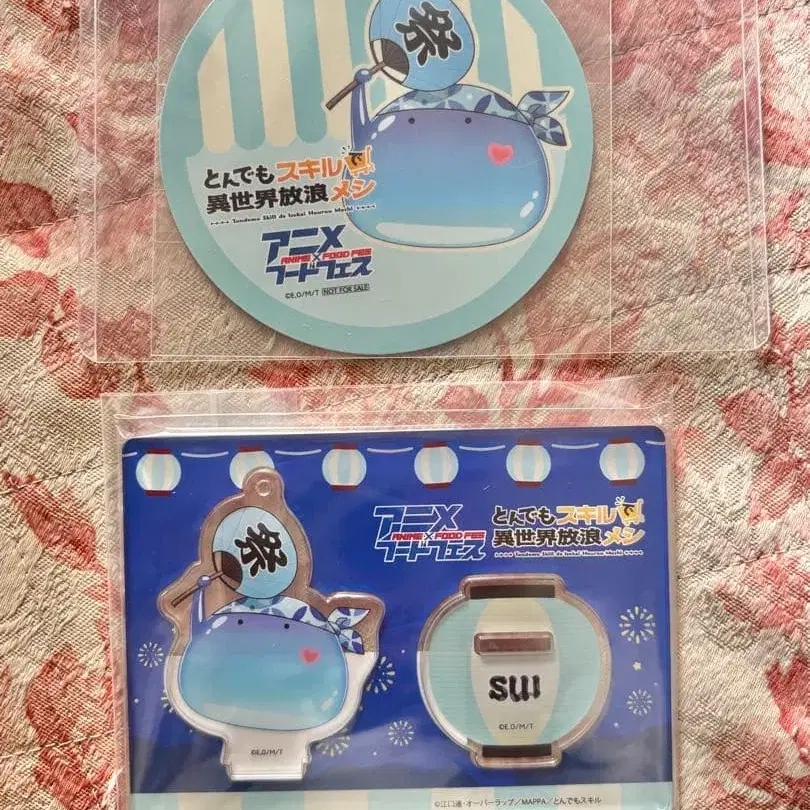 祭
とんでもスキルで
異世界放浪メシ
Tondemo Skill de Isekai Hourou Meshi
アニメ
ANIME × FOOD FES
フードフェス
©E,O/M/T NOT FOR SALE
祭
アニメ
ANIME × FOOD FES
フードフェス
とんでもスキルで
異世界放浪メシ
Tondemo Skill de Isekai Hourou Meshi
SUI
©E,O/M/T
©E,O/M/T
©江口連・オーバーラップ/MAPPA/とんでもスキル